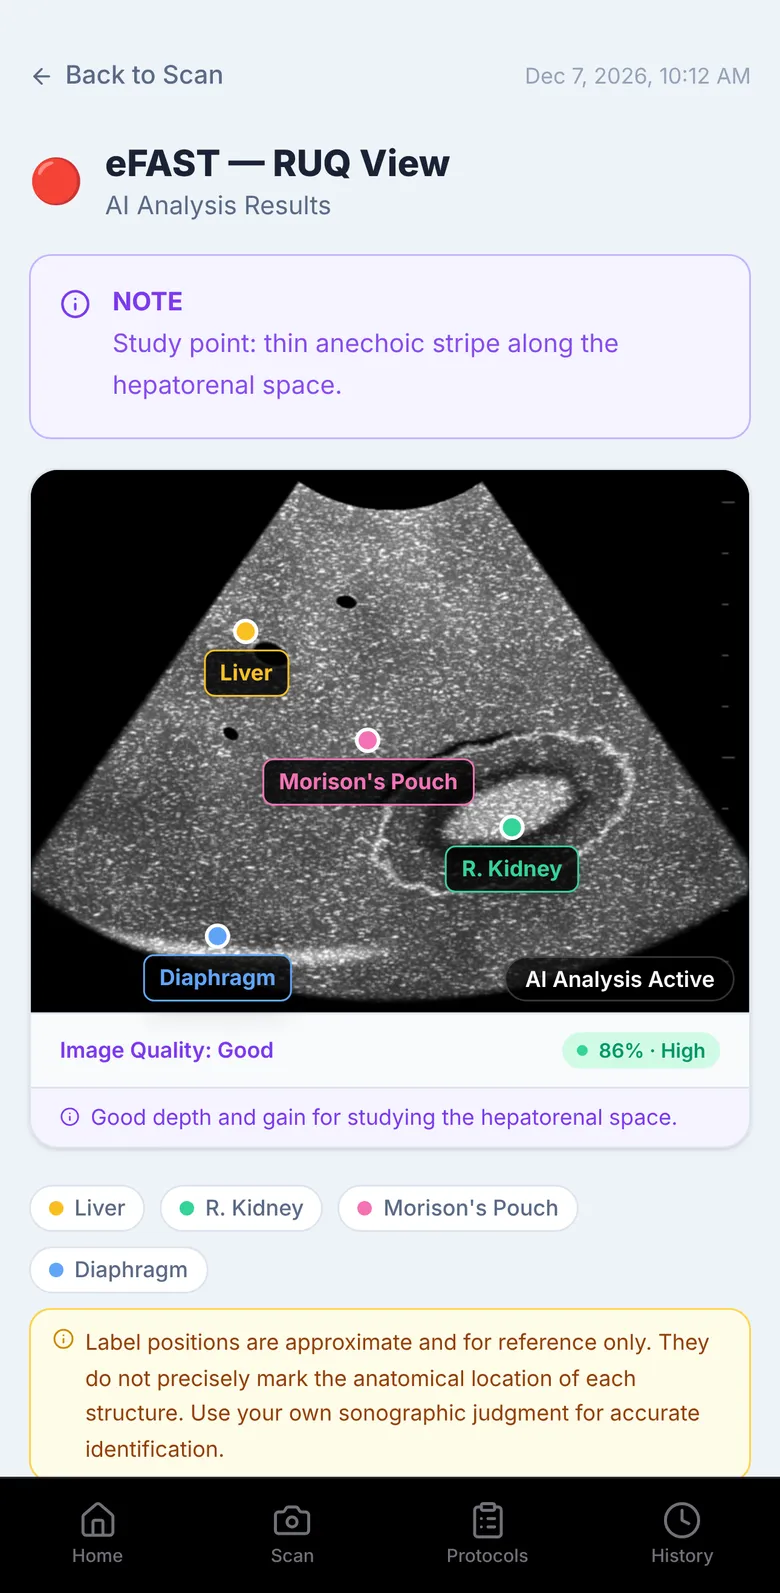 Back to Scan
Dec 7, 2026, 10:12 AM
eFAST — RUQ View
AI Analysis Results
NOTE
Study point: thin anechoic stripe along the
hepatorenal space.
Liver
Morison's Pouch
R. Kidney
Diaphragm
AI Analysis Active
Image Quality: Good
86% · High
Good depth and gain for studying the hepatorenal space.
Liver
R. Kidney
Morison's Pouch
Diaphragm
Label positions are approximate and for reference only. They
do not precisely mark the anatomical location of each
structure. Use your own sonographic judgment for accurate
identification.
Home
Scan
Protocols
History